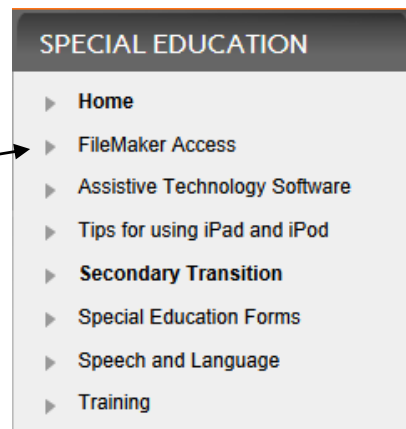 SPECIAL EDUCATION
Home
FileMaker Access
Assistive Technology Software
Tips for using iPad and iPod
Secondary Transition
Special Education Forms
Speech and Language
Training